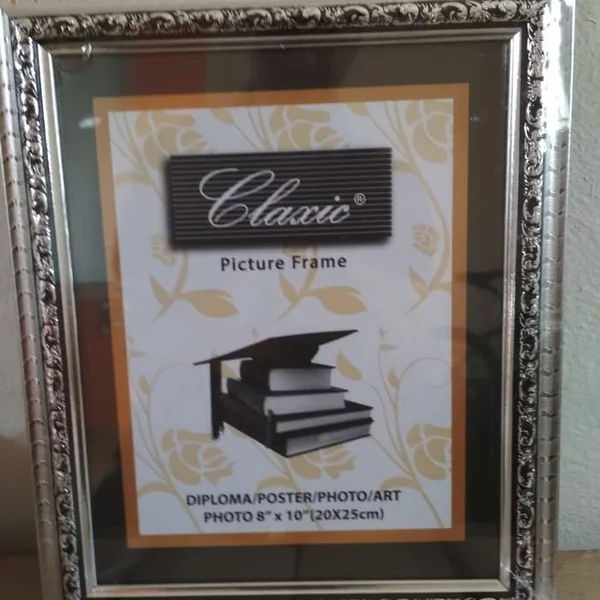 Claxic®
Picture Frame
DIPLOMA/POSTER/PHOTO/ART
PHOTO 8" x 10"(20X25cm)